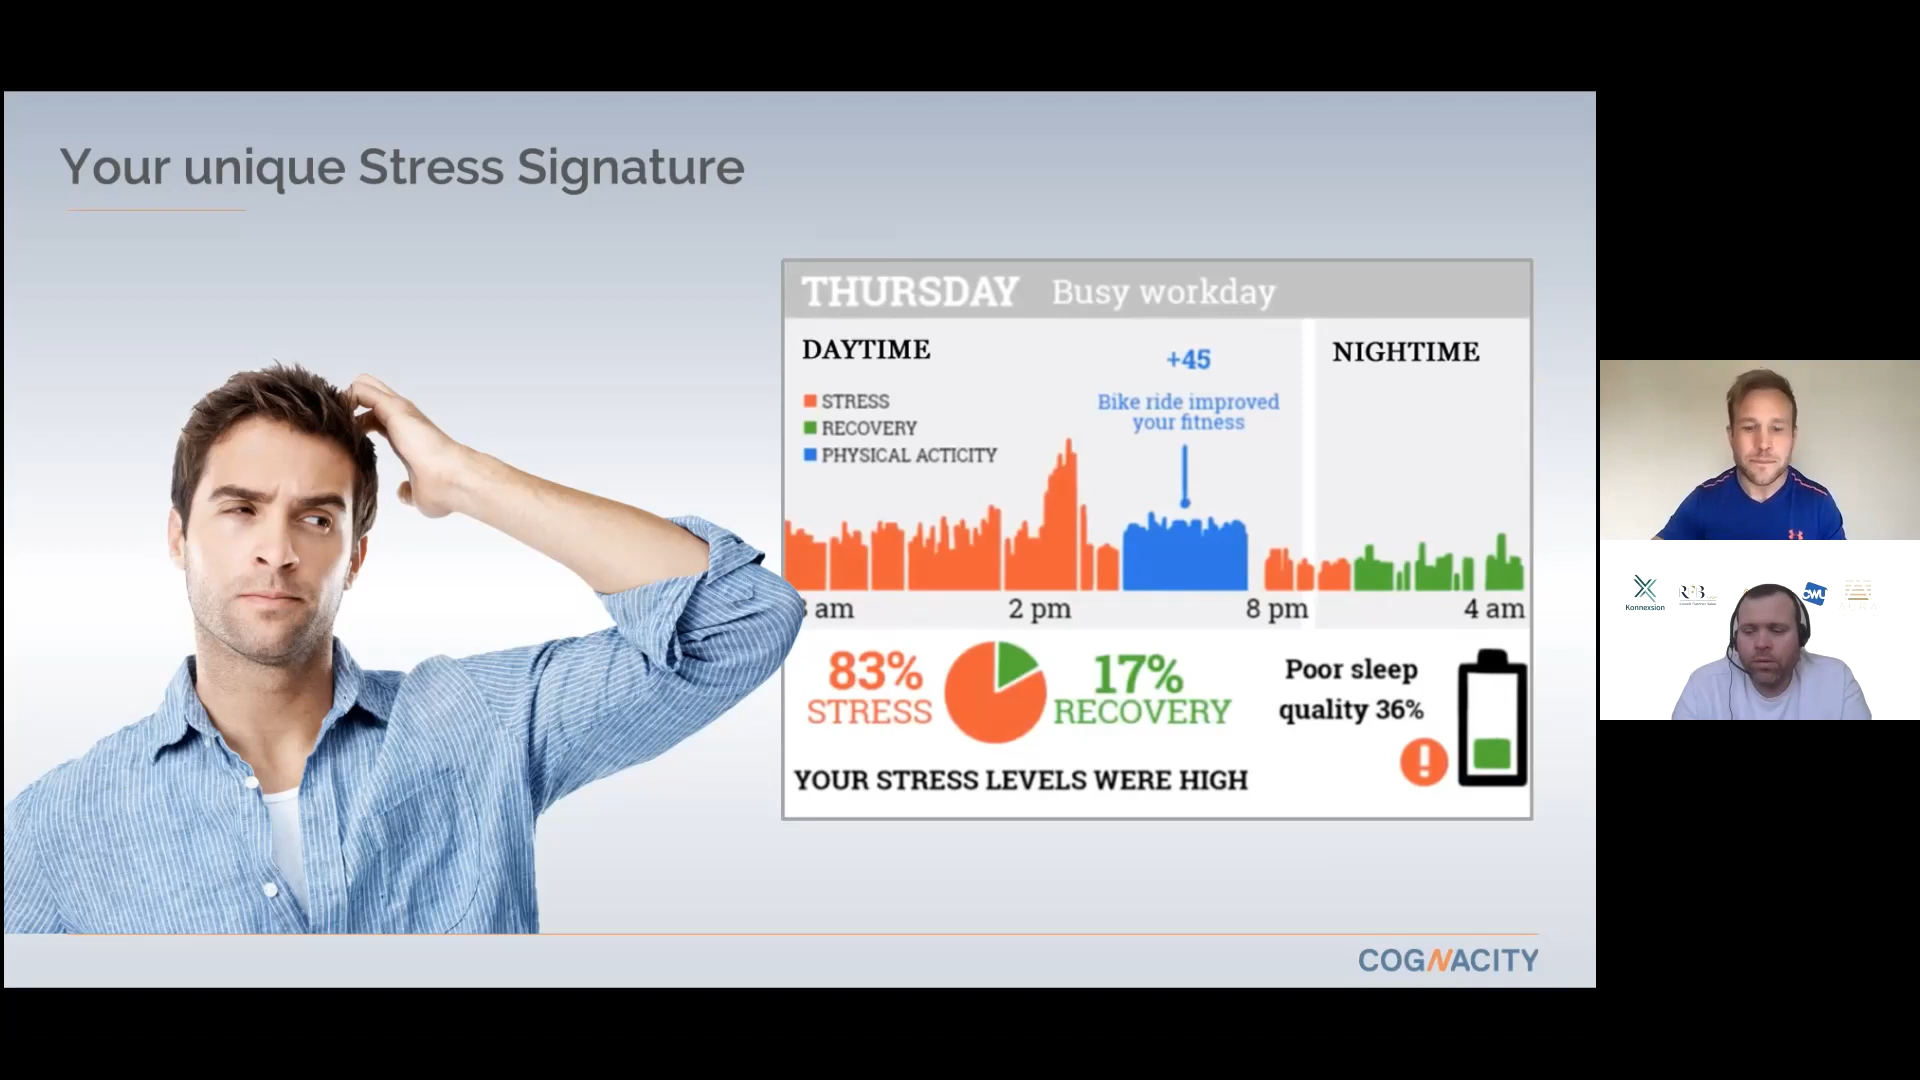 Your unique Stress Signature
THURSDAY Busy workday
DAYTIME
+45
NIGHTIME
STRESS
RECOVERY
PHYSICAL ACTICITY
Bike ride improved
your fitness
am
2 pm
8 pm
4 am
83%
STRESS
17%
RECOVERY
Poor sleep
quality 36%
YOUR STRESS LEVELS WERE HIGH
COGNACITY
Konnexsion
RFB
CWU